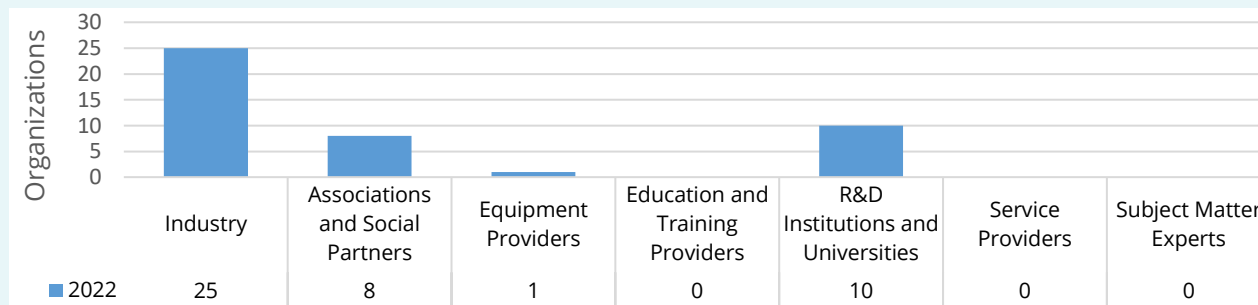 30
25
20
15
10
5
0
Organizations
Industry
Associations
and Social
Partners
Equipment
Providers
Education and
Training
Providers
R&D
Institutions and
Universities
Service
Providers
Subject Matter
Experts
2022 25 8 1 0 10 0 0